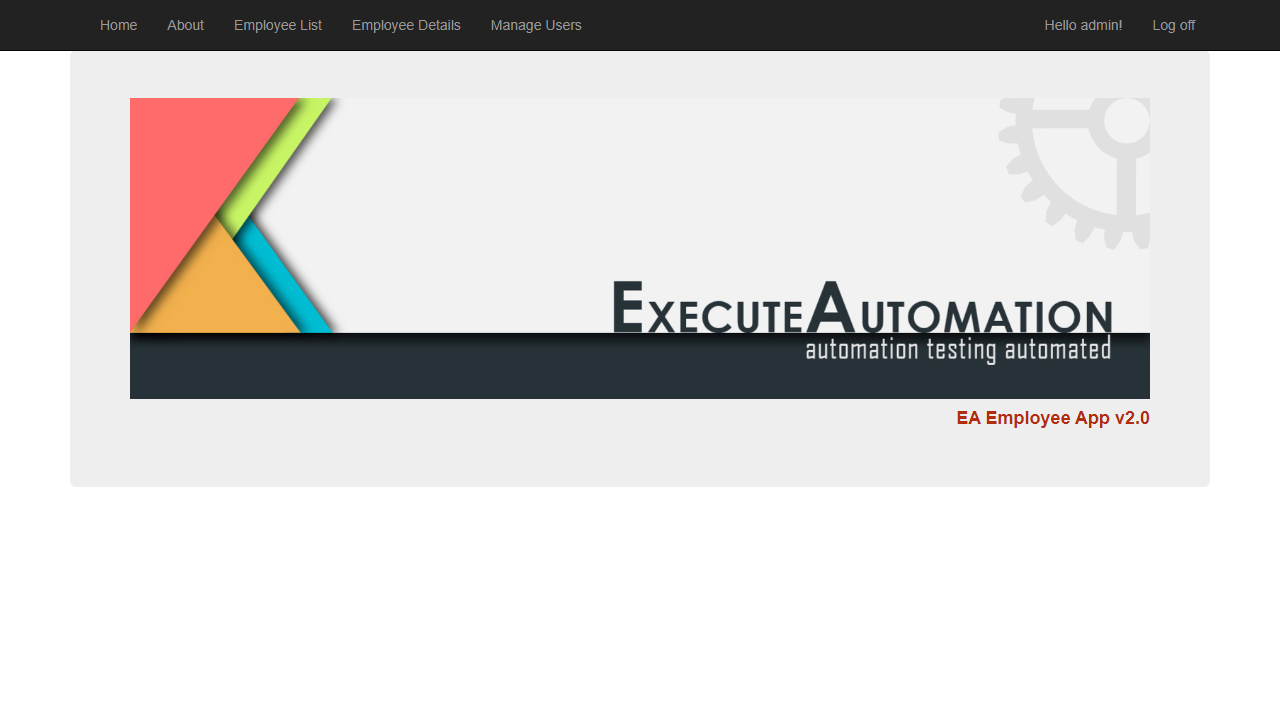 Home About Employee List Employee Details Manage Users Hello admin! Log off
EXECUTEAUTOMATION
automation testing automated
EA Employee App v2.0